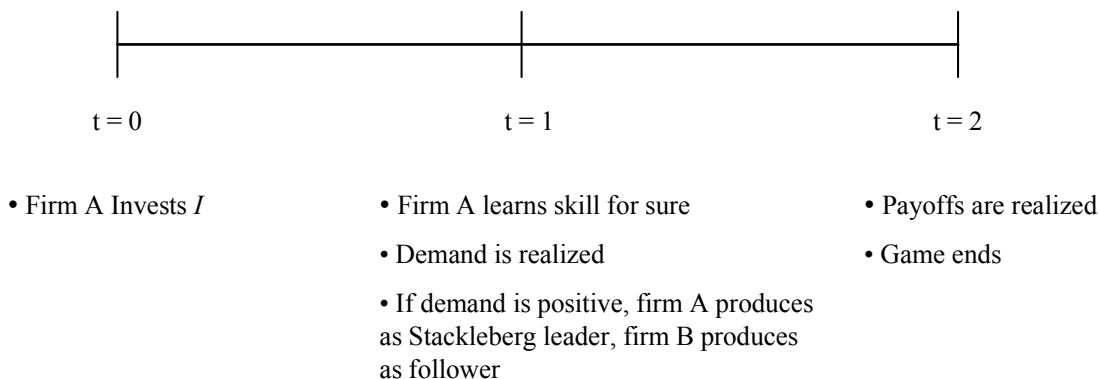 t = 0
t = 1
t = 2
• Firm A Invests I
• Firm A learns skill for sure
• Demand is realized
• If demand is positive, firm A produces
as Stackleberg leader, firm B produces
as follower
• Payoffs are realized
• Game ends